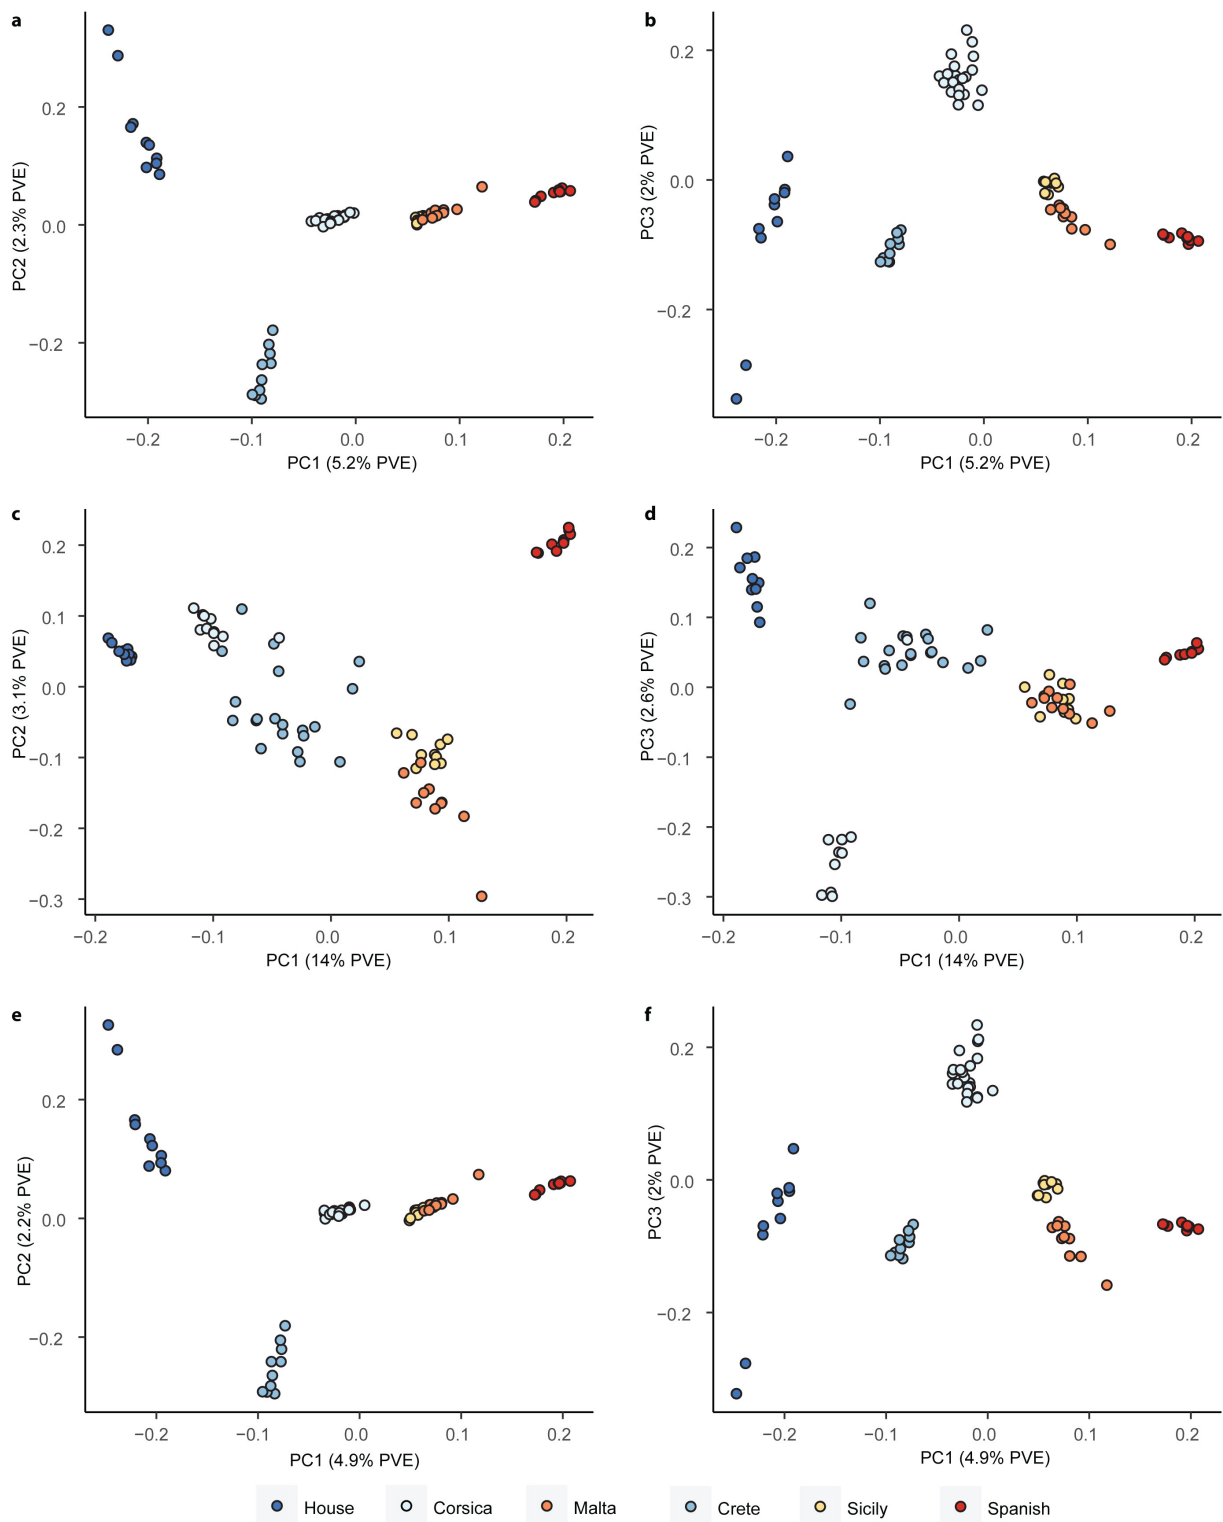 a
0.2
0.0
−0.2
PC2 (2.3% PVE)
−0.2 −0.1 0.0 0.1 0.2
PC1 (5.2% PVE)
b
0.2
0.0
−0.2
PC3 (2% PVE)
−0.2 −0.1 0.0 0.1 0.2
PC1 (5.2% PVE)
c
0.2
0.1
0.0
−0.1
−0.2
−0.3
PC2 (3.1% PVE)
−0.2 −0.1 0.0 0.1 0.2
PC1 (14% PVE)
d
0.2
0.1
0.0
−0.1
−0.2
−0.3
PC3 (2.6% PVE)
−0.2 −0.1 0.0 0.1 0.2
PC1 (14% PVE)
e
0.2
0.0
−0.2
PC2 (2.2% PVE)
−0.2 −0.1 0.0 0.1 0.2
PC1 (4.9% PVE)
f
0.2
0.0
−0.2
PC3 (2% PVE)
−0.2 −0.1 0.0 0.1 0.2
PC1 (4.9% PVE)
House Corsica Malta Crete Sicily Spanish